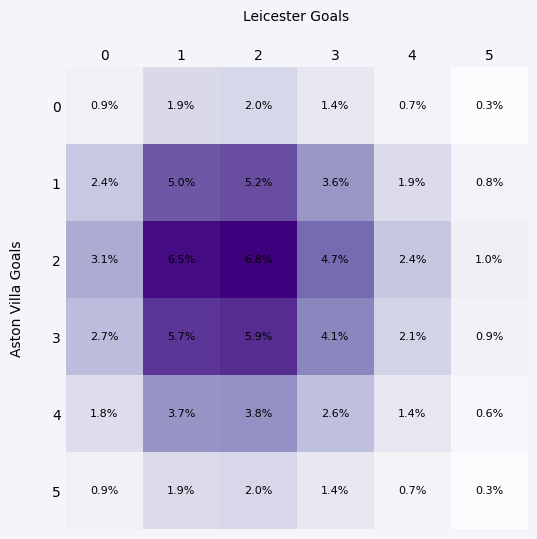 Leicester Goals
0 1 2 3 4 5
0 0.9% 1.9% 2.0% 1.4% 0.7% 0.3%
1 2.4% 5.0% 5.2% 3.6% 1.9% 0.8%
2 3.1% 6.5% 6.8% 4.7% 2.4% 1.0%
3 2.7% 5.7% 5.9% 4.1% 2.1% 0.9%
4 1.8% 3.7% 3.8% 2.6% 1.4% 0.6%
5 0.9% 1.9% 2.0% 1.4% 0.7% 0.3%
Aston Villa Goals